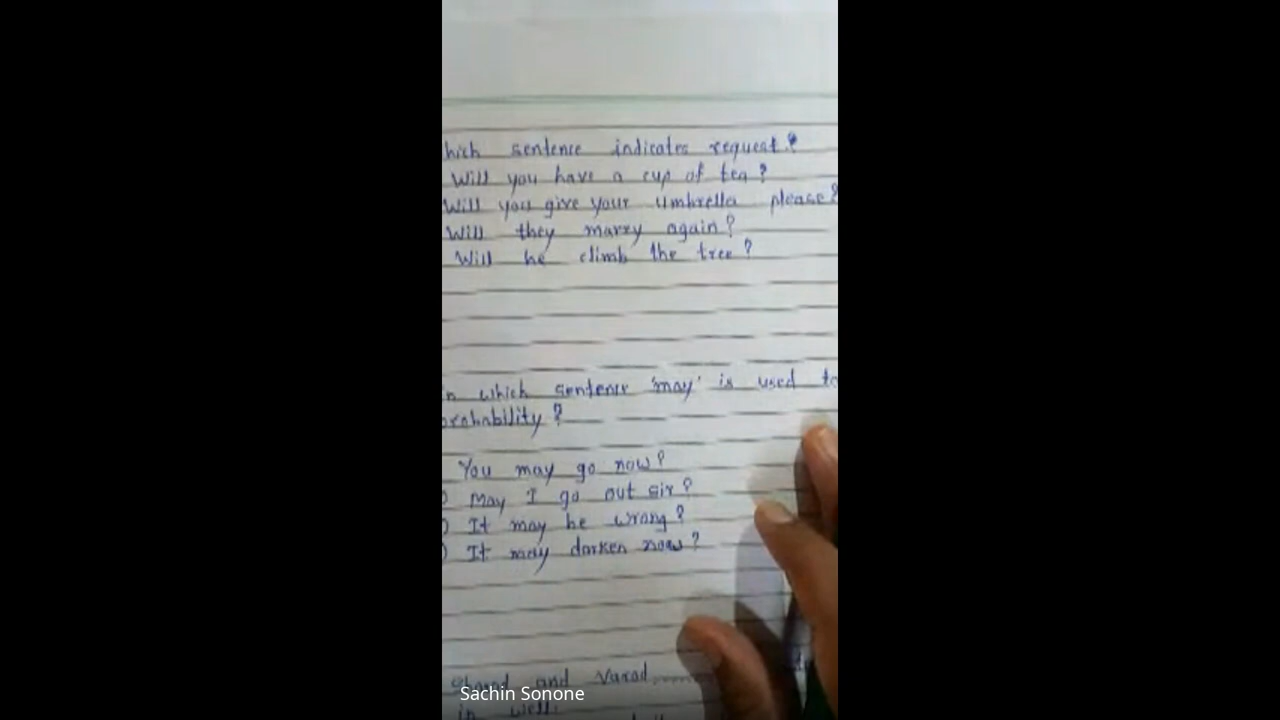 hich sentence indicates request?
Will you have a cup of tea?
Will you give your umbrella please?
Will they marry again?
Will he climb the tree?
n which sentence 'may' is used to
probability?
You may go now?
) May I go out sir?
) It may be wrong?
) It may darken now?
Sharad and Varad........
in well:
Sachin Sonone